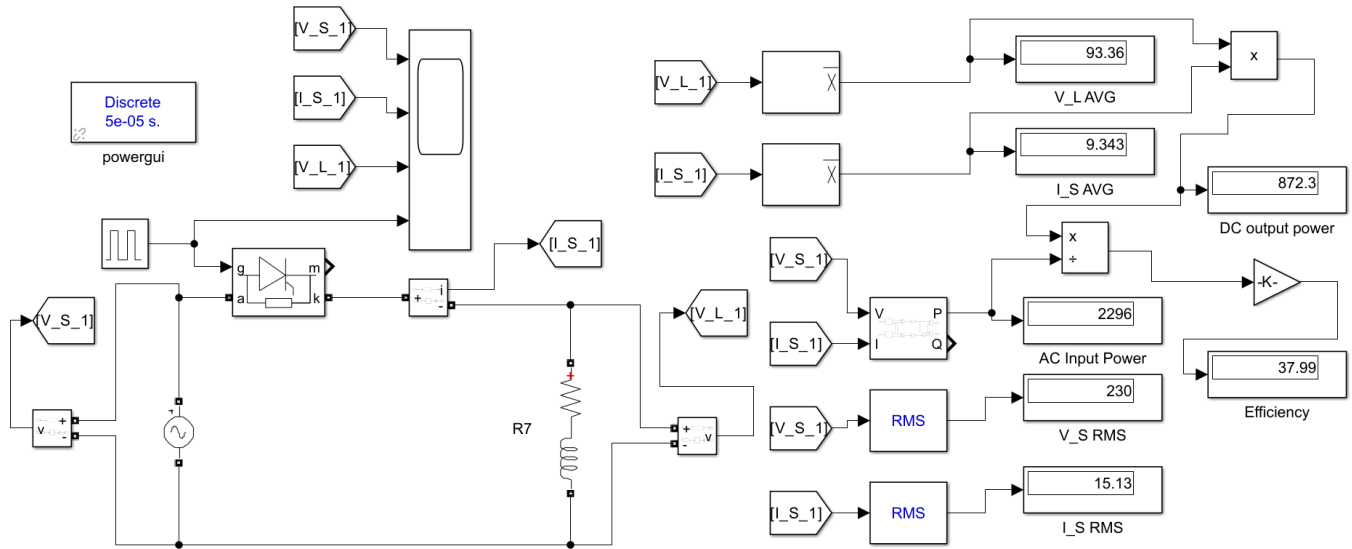 [V_S_1]
[I_S_1]
[V_L_1]
Discrete
5e-05 s.
powergui
g
m
a
k
i
+
-
[I_S_1]
[V_S_1]
[V_L_1]
v
+
-
+
R7
+
-
v
[V_L_1]
X
93.36
V_L AVG
x
[I_S_1]
X
9.343
I_S AVG
872.3
DC output power
x
÷
-K-
37.99
Efficiency
[V_S_1]
[I_S_1]
V
I
P
Q
2296
AC Input Power
[V_S_1]
RMS
230
V_S RMS
[I_S_1]
RMS
15.13
I_S RMS